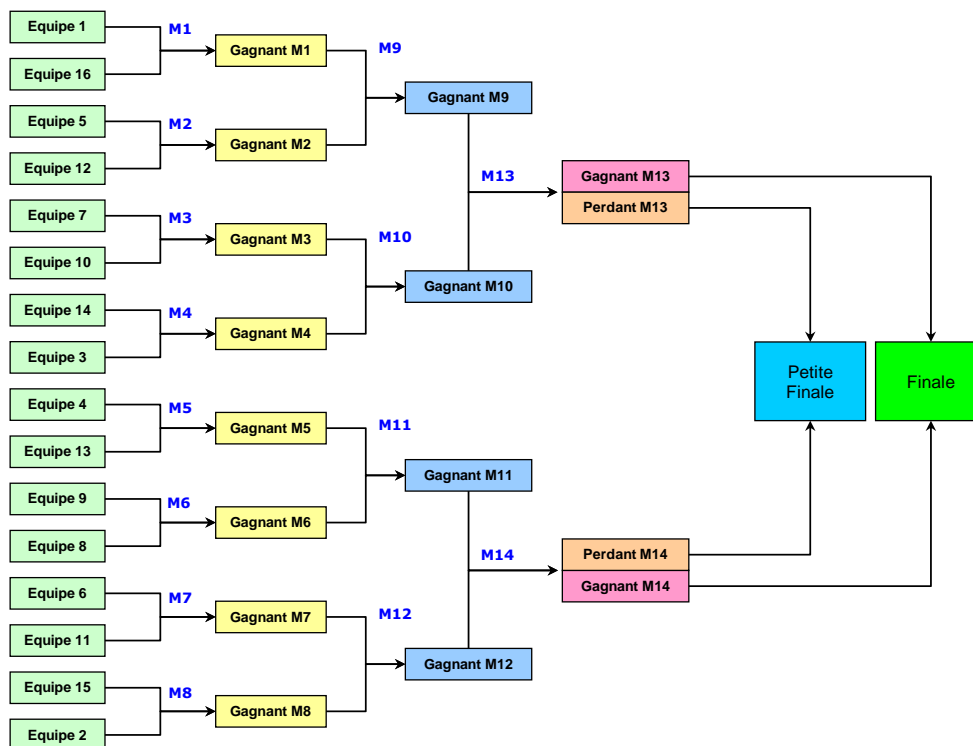 Equipe 1
M1
Gagnant M1
M9
Equipe 16
Gagnant M9
Equipe 5
M2
Gagnant M2
Equipe 12
M13
Gagnant M13
Perdant M13
Equipe 7
M3
Gagnant M3
M10
Equipe 10
Gagnant M10
Equipe 14
M4
Gagnant M4
Equipe 3
Petite
Finale
Finale
Equipe 4
M5
Gagnant M5
M11
Equipe 13
Gagnant M11
Equipe 9
M6
Gagnant M6
Equipe 8
M14
Perdant M14
Gagnant M14
Equipe 6
M7
Gagnant M7
M12
Equipe 11
Gagnant M12
Equipe 15
M8
Gagnant M8
Equipe 2